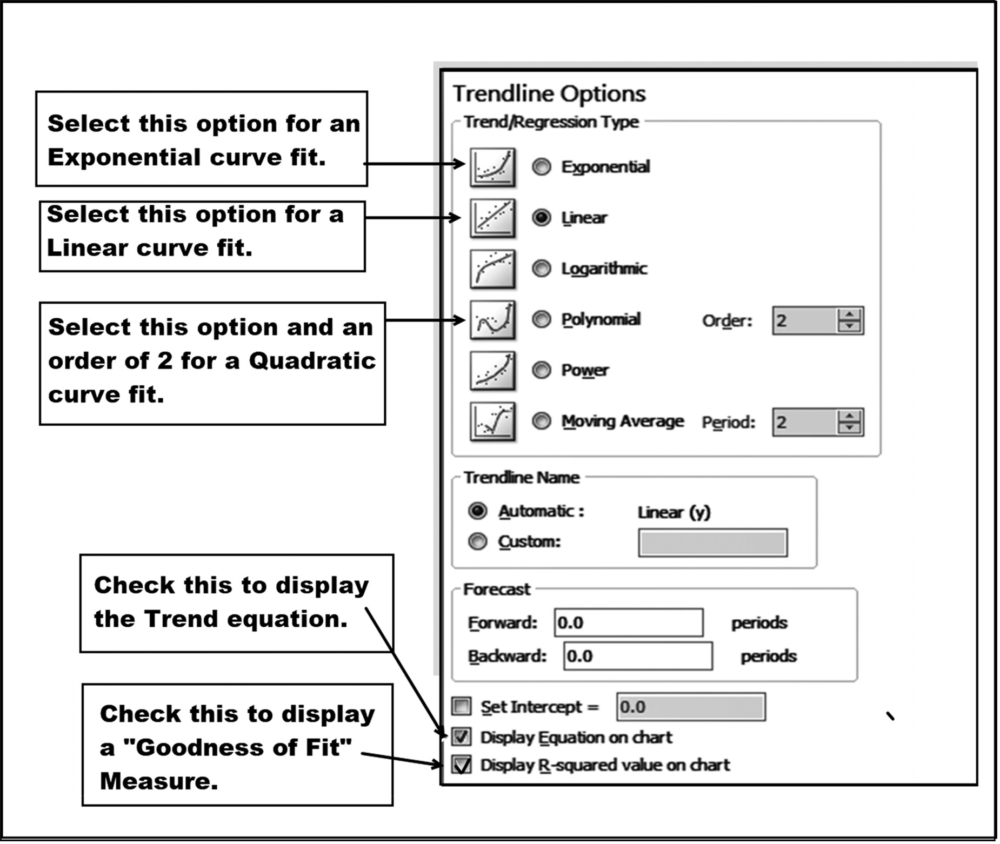 Select this option for an
Exponential curve fit.
Select this option for a
Linear curve fit.
Select this option and an
order of 2 for a Quadratic
curve fit.
Check this to display
the Trend equation.
Check this to display
a "Goodness of Fit"
Measure.
Trendline Options
Trend/Regression Type
Exponential
Linear
Logarithmic
Polynomial Order: 2
Power
Moving Average Period: 2
Trendline Name
Automatic : Linear (y)
Custom:
Forecast
Forward: 0.0 periods
Backward: 0.0 periods
Set Intercept = 0.0
Display Equation on chart
Display R-squared value on chart